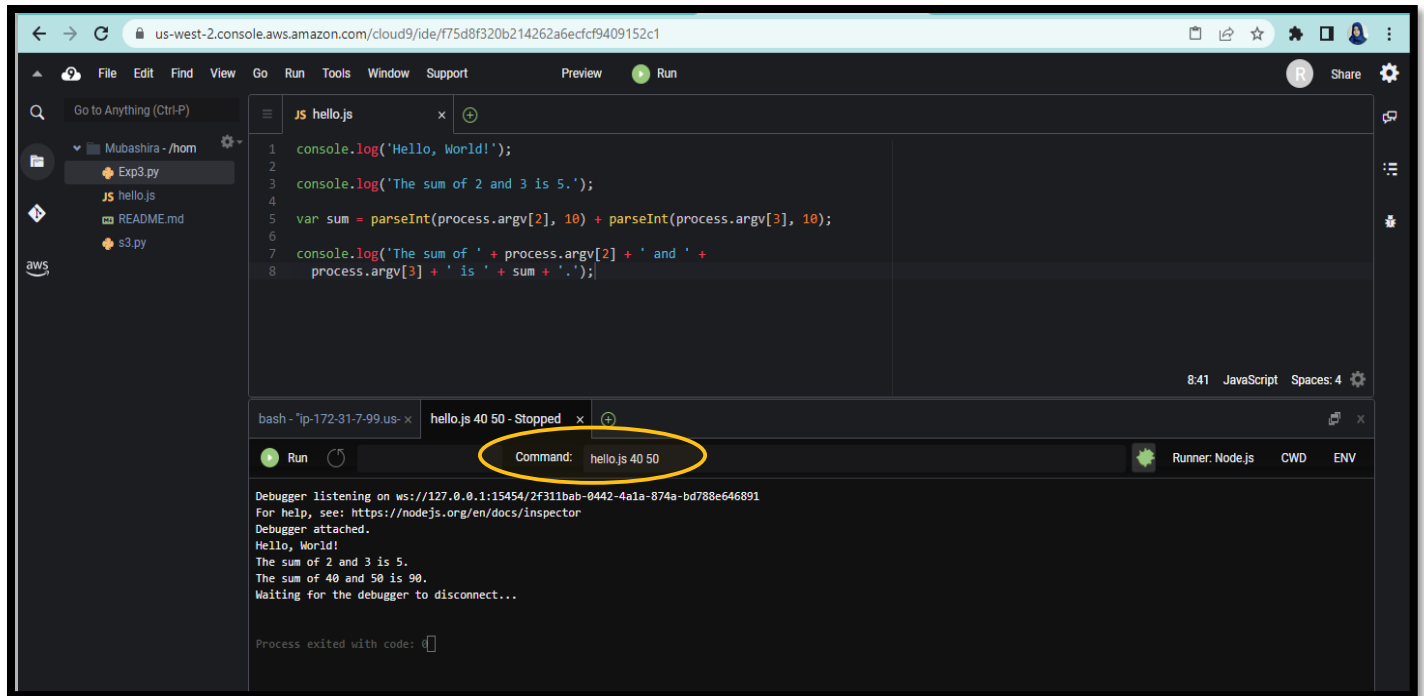 us-west-2.console.aws.amazon.com/cloud9/ide/f75d8f320b214262a6ecfcf9409152c1
9 File Edit Find View Go Run Tools Window Support Preview Run R Share
Go to Anything (Ctrl-P)
JS hello.js ×
Mubashira - /hom
Exp3.py
JS hello.js
README.md
s3.py
aws
1 console.log('Hello, World!');
2
3 console.log('The sum of 2 and 3 is 5.');
4
5 var sum = parseInt(process.argv[2], 10) + parseInt(process.argv[3], 10);
6
7 console.log('The sum of ' + process.argv[2] + ' and ' +
8 process.argv[3] + ' is ' + sum + '.');
8:41 JavaScript Spaces: 4
bash - "ip-172-31-7-99.us- × hello.js 40 50 - Stopped ×
Run Command: hello.js 40 50 Runner: Node.js CWD ENV
Debugger listening on ws://127.0.0.1:15454/2f311bab-0442-4a1a-874a-bd788e646891
For help, see: https://nodejs.org/en/docs/inspector
Debugger attached.
Hello, World!
The sum of 2 and 3 is 5.
The sum of 40 and 50 is 90.
Waiting for the debugger to disconnect...
Process exited with code: 0